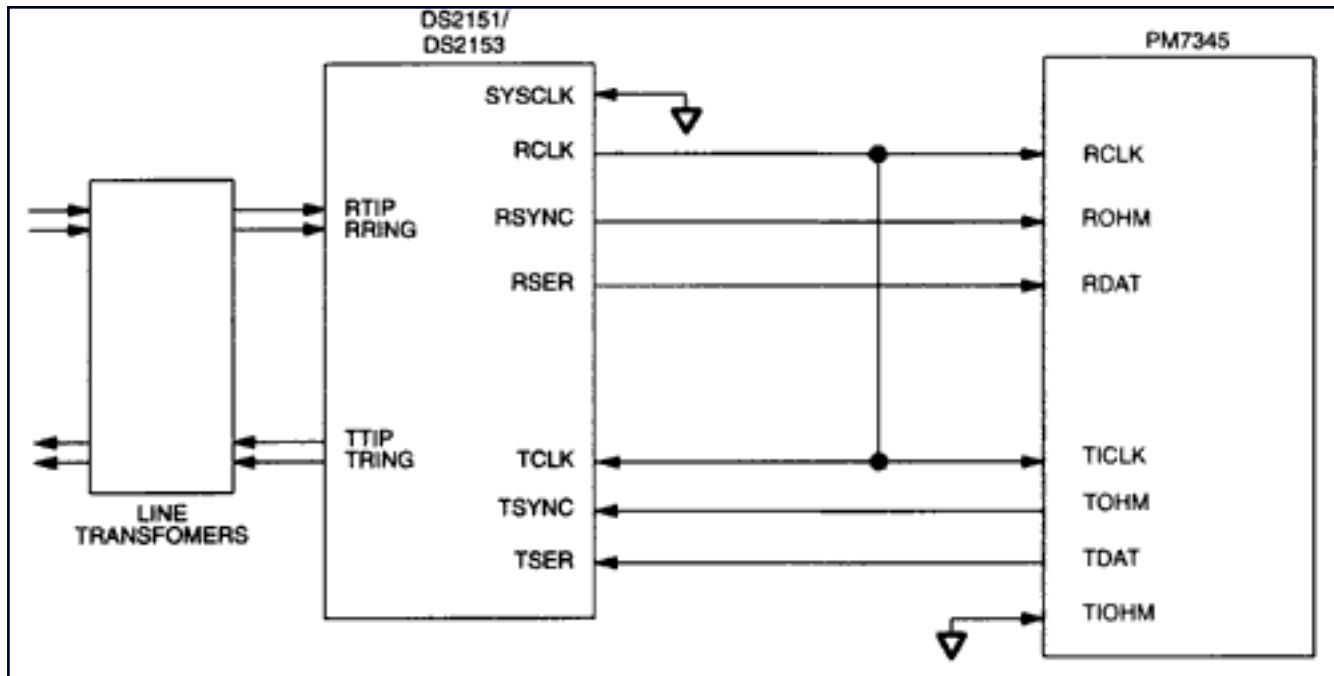 DS2151/
DS2153
PM7345
SYSCLK
RCLK
RCLK
RTIP
RRING
RSYNC
ROHM
RSER
RDAT
TTIP
TRING
TCLK
TICLK
TSYNC
TOHM
LINE
TRANSFOMERS
TSER
TDAT
TIOHM